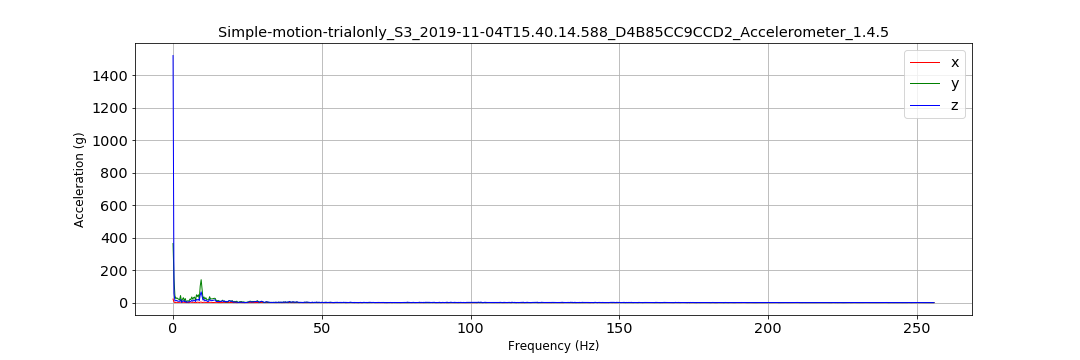 Simple-motion-trialonly_S3_2019-11-04T15.40.14.588_D4B85CC9CCD2_Accelerometer_1.4.5
x
y
z
Acceleration (g)
1400
1200
1000
800
600
400
200
0
0 50 100 150 200 250
Frequency (Hz)